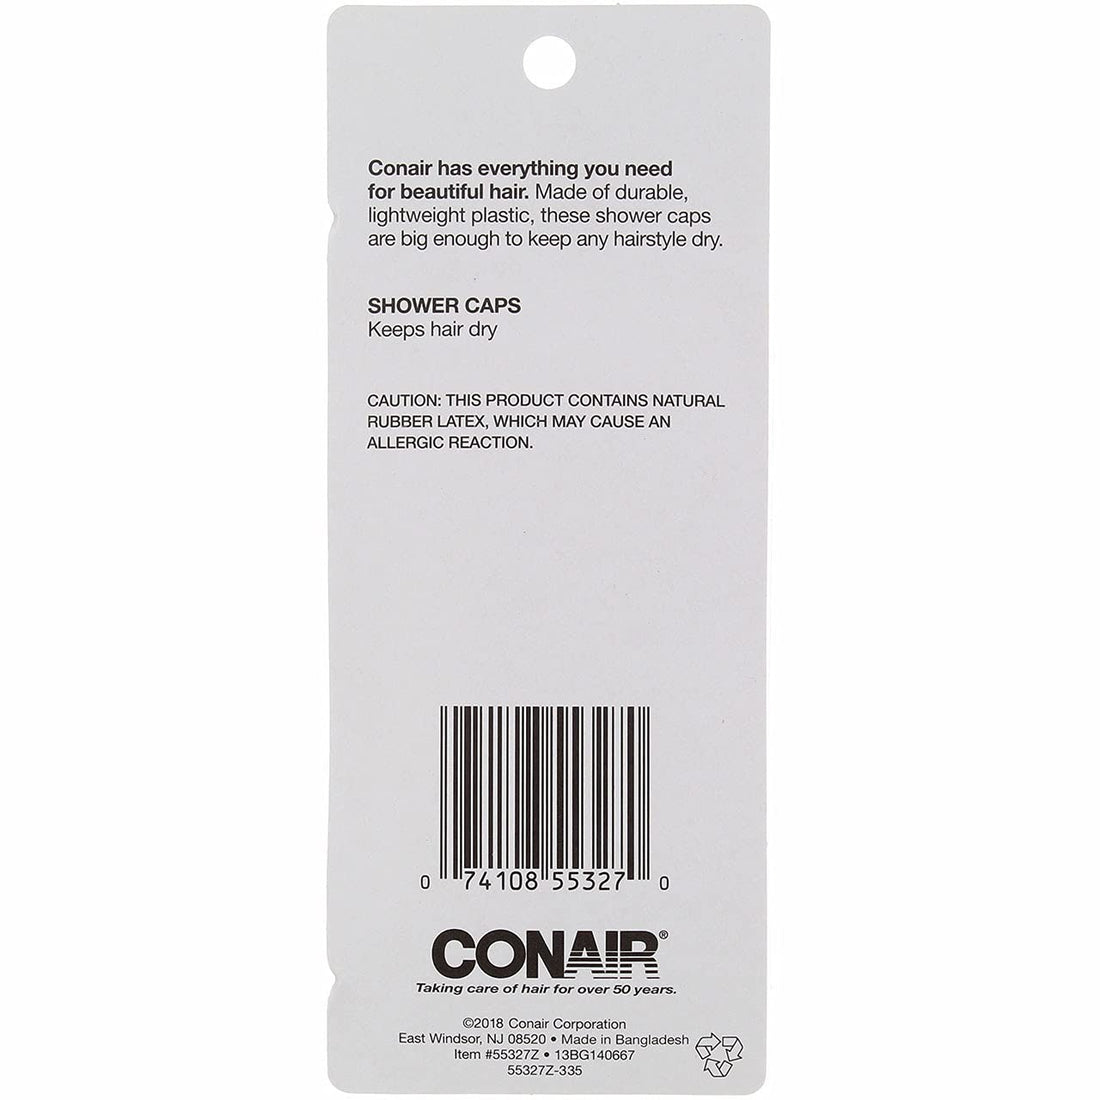 Conair has everything you need
for beautiful hair. Made of durable,
lightweight plastic, these shower caps
are big enough to keep any hairstyle dry.
SHOWER CAPS
Keeps hair dry
CAUTION: THIS PRODUCT CONTAINS NATURAL
RUBBER LATEX, WHICH MAY CAUSE AN
ALLERGIC REACTION.
0 74108 55327 0
CONAIR®
Taking care of hair for over 50 years.
©2018 Conair Corporation
East Windsor, NJ 08520 • Made in Bangladesh
Item #55327Z • 13BG140667
55327Z-335